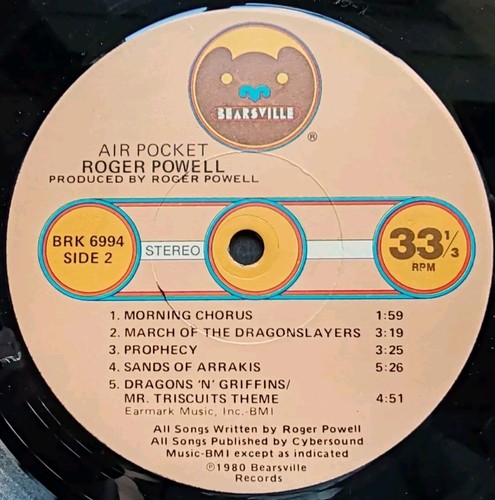 BEARSVILLE
®
AIR POCKET
ROGER POWELL
PRODUCED BY ROGER POWELL
BRK 6994
SIDE 2
STEREO
33 1/3
RPM
1. MORNING CHORUS 1:59
2. MARCH OF THE DRAGONSLAYERS 3:19
3. PROPHECY 3:25
4. SANDS OF ARRAKIS 5:26
5. DRAGONS 'N' GRIFFINS/
MR. TRISCUITS THEME 4:51
Earmark Music, Inc.-BMI
All Songs Written by Roger Powell
All Songs Published by Cybersound
Music-BMI except as indicated
℗1980 Bearsville
Records